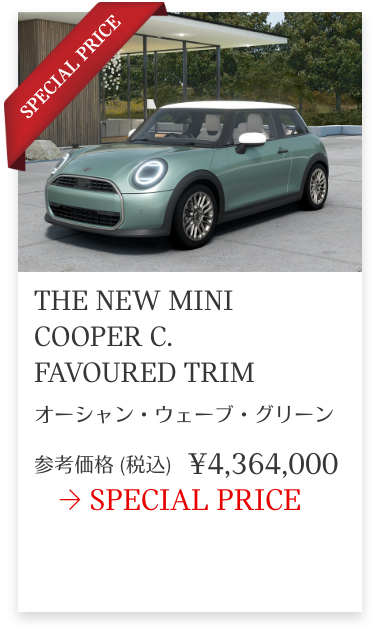 SPECIAL PRICE
THE NEW MINI
COOPER C.
FAVOURED TRIM
オーシャン・ウェーブ・グリーン
参考価格 (税込) ¥4,364,000
→ SPECIAL PRICE